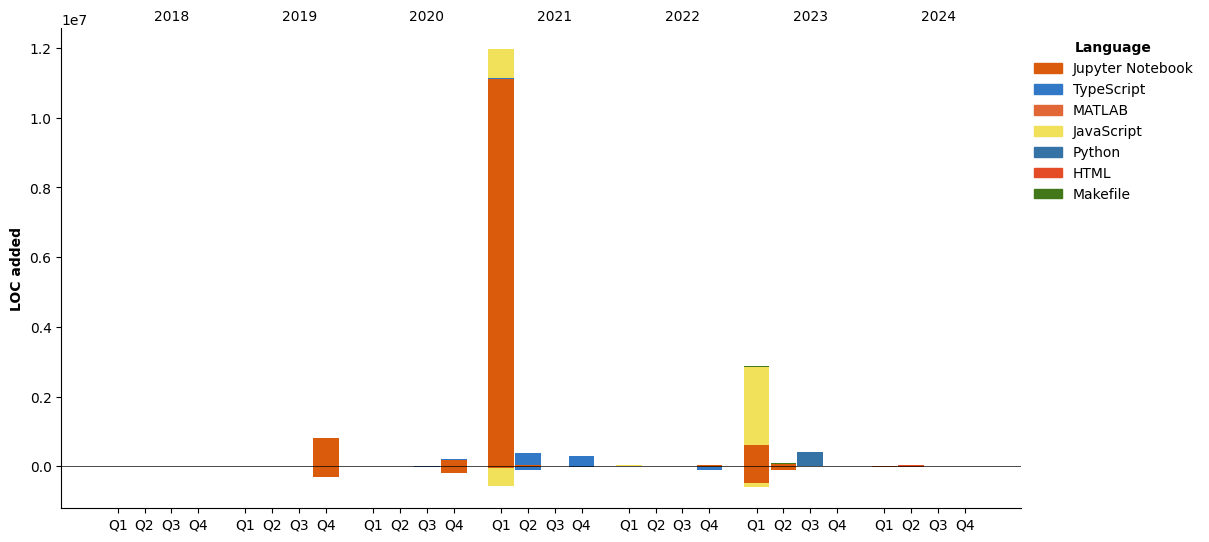 1e7
2018 2019 2020 2021 2022 2023 2024
Language
Jupyter Notebook
TypeScript
MATLAB
JavaScript
Python
HTML
Makefile
LOC added
1.2
1.0
0.8
0.6
0.4
0.2
0.0
Q1 Q2 Q3 Q4 Q1 Q2 Q3 Q4 Q1 Q2 Q3 Q4 Q1 Q2 Q3 Q4 Q1 Q2 Q3 Q4 Q1 Q2 Q3 Q4 Q1 Q2 Q3 Q4